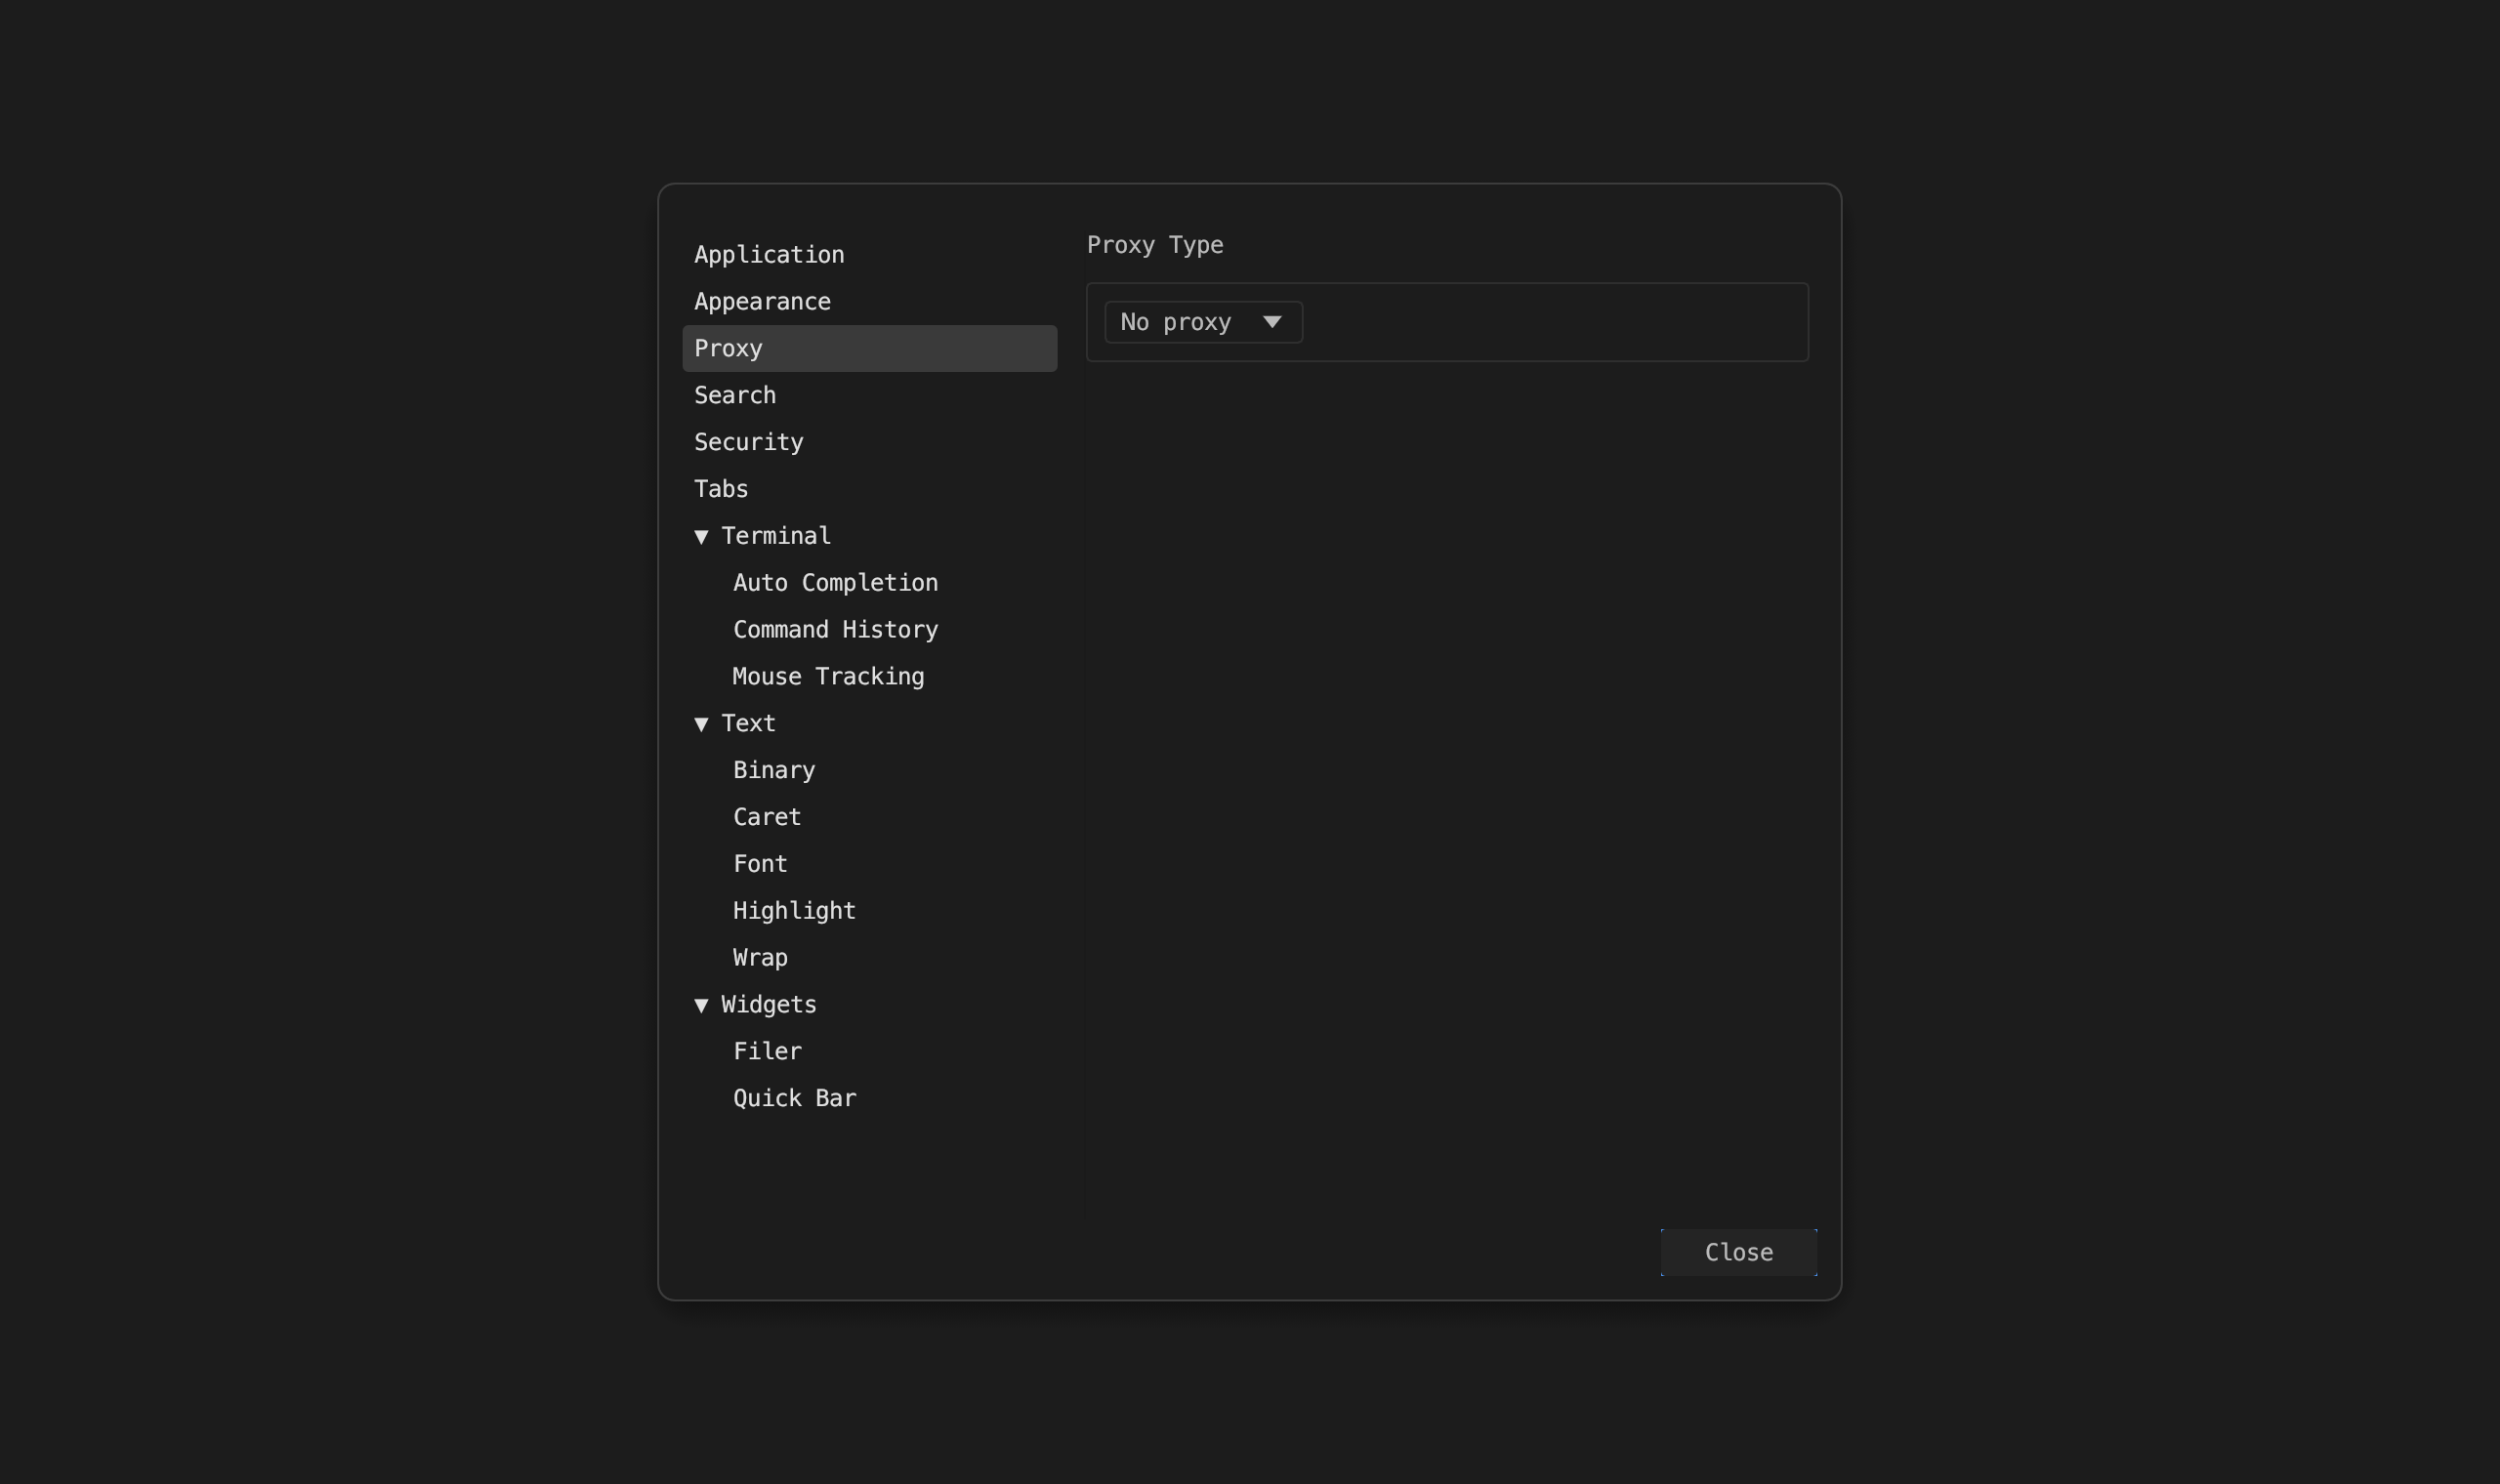 Application
Appearance
Proxy
Search
Security
Tabs
▼ Terminal
Auto Completion
Command History
Mouse Tracking
▼ Text
Binary
Caret
Font
Highlight
Wrap
▼ Widgets
Filer
Quick Bar
Proxy Type
No proxy ▼
Close